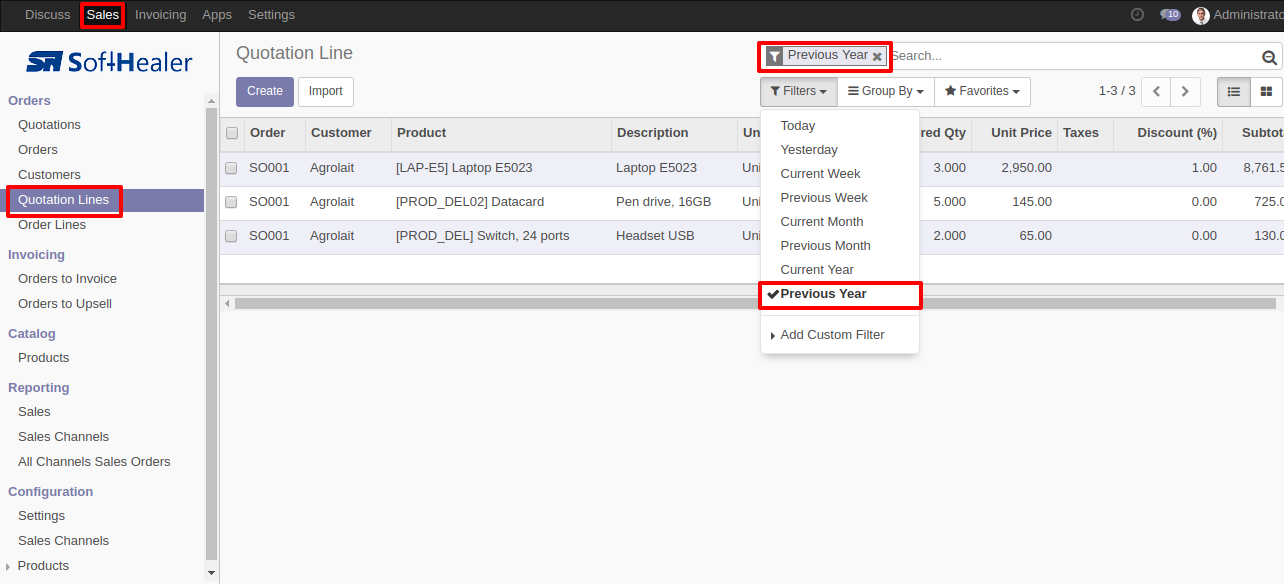 Discuss Sales Invoicing Apps Settings 10 Administrato
SoftHealer
Orders
Quotations
Orders
Customers
Quotation Lines
Order Lines
Invoicing
Orders to Invoice
Orders to Upsell
Catalog
Products
Reporting
Sales
Sales Channels
All Channels Sales Orders
Configuration
Settings
Sales Channels
Products
Quotation Line
Previous Year Search...
Create Import
Filters Group By Favorites 1-3 / 3
Order Customer Product Description Un red Qty Unit Price Taxes Discount (%) Subtota
SO001 Agrolait [LAP-E5] Laptop E5023 Laptop E5023 Uni 3.000 2,950.00 1.00 8,761.5
SO001 Agrolait [PROD_DEL02] Datacard Pen drive, 16GB Uni 5.000 145.00 0.00 725.0
SO001 Agrolait [PROD_DEL] Switch, 24 ports Headset USB Uni 2.000 65.00 0.00 130.0
Today
Yesterday
Current Week
Previous Week
Current Month
Previous Month
Current Year
Previous Year
Add Custom Filter